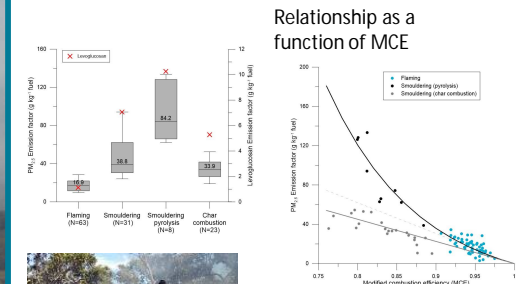 Relationship as a
function of MCE
160
120
80
40
0
PM2.5 Emission factor (g kg-1 fuel)
Levoglucosan
16.9
38.8
84.2
33.9
12
10
8
6
4
2
0
Levoglucosan Emission factor (g kg-1 fuel)
Flaming
(N=63)
Smouldering
(N=31)
Smouldering
pyrolysis
(N=8)
Char
combustion
(N=23)
200
160
120
80
40
0
PM2.5 Emission factor (g kg-1 fuel)
Flaming
Smouldering (pyrolysis)
Smouldering (char combustion)
0.75 0.8 0.85 0.9 0.95 1
Modified combustion efficiency (MCE)